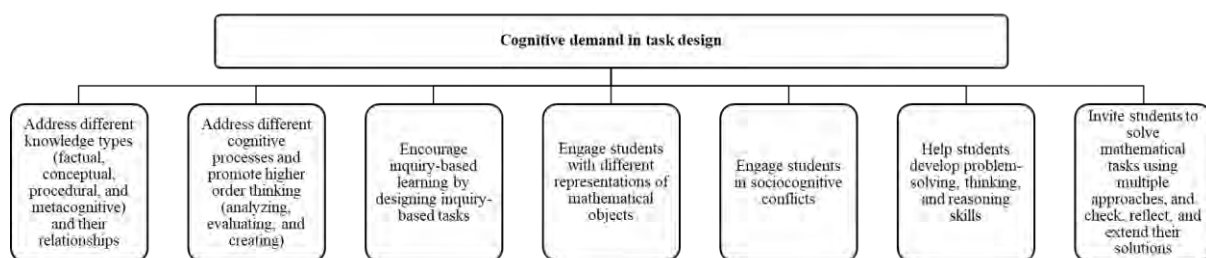 Cognitive demand in task design
Address different
knowledge types
(factual,
conceptual,
procedural, and
metacognitive) and
their
relationships
Address different
cognitive
processes and
promote higher
order thinking
(analyzing,
evaluating, and
creating)
Encourage
inquiry-based
learning by
designing inquiry-
based tasks
Engage students
with different
representations of
mathematical
objects
Engage students
in sociocognitive
conflicts
Help students
develop problem-
solving, thinking,
and reasoning
skills
Invite students to
solve
mathematical
tasks using
multiple
approaches, and
check, reflect, and
extend their
solutions